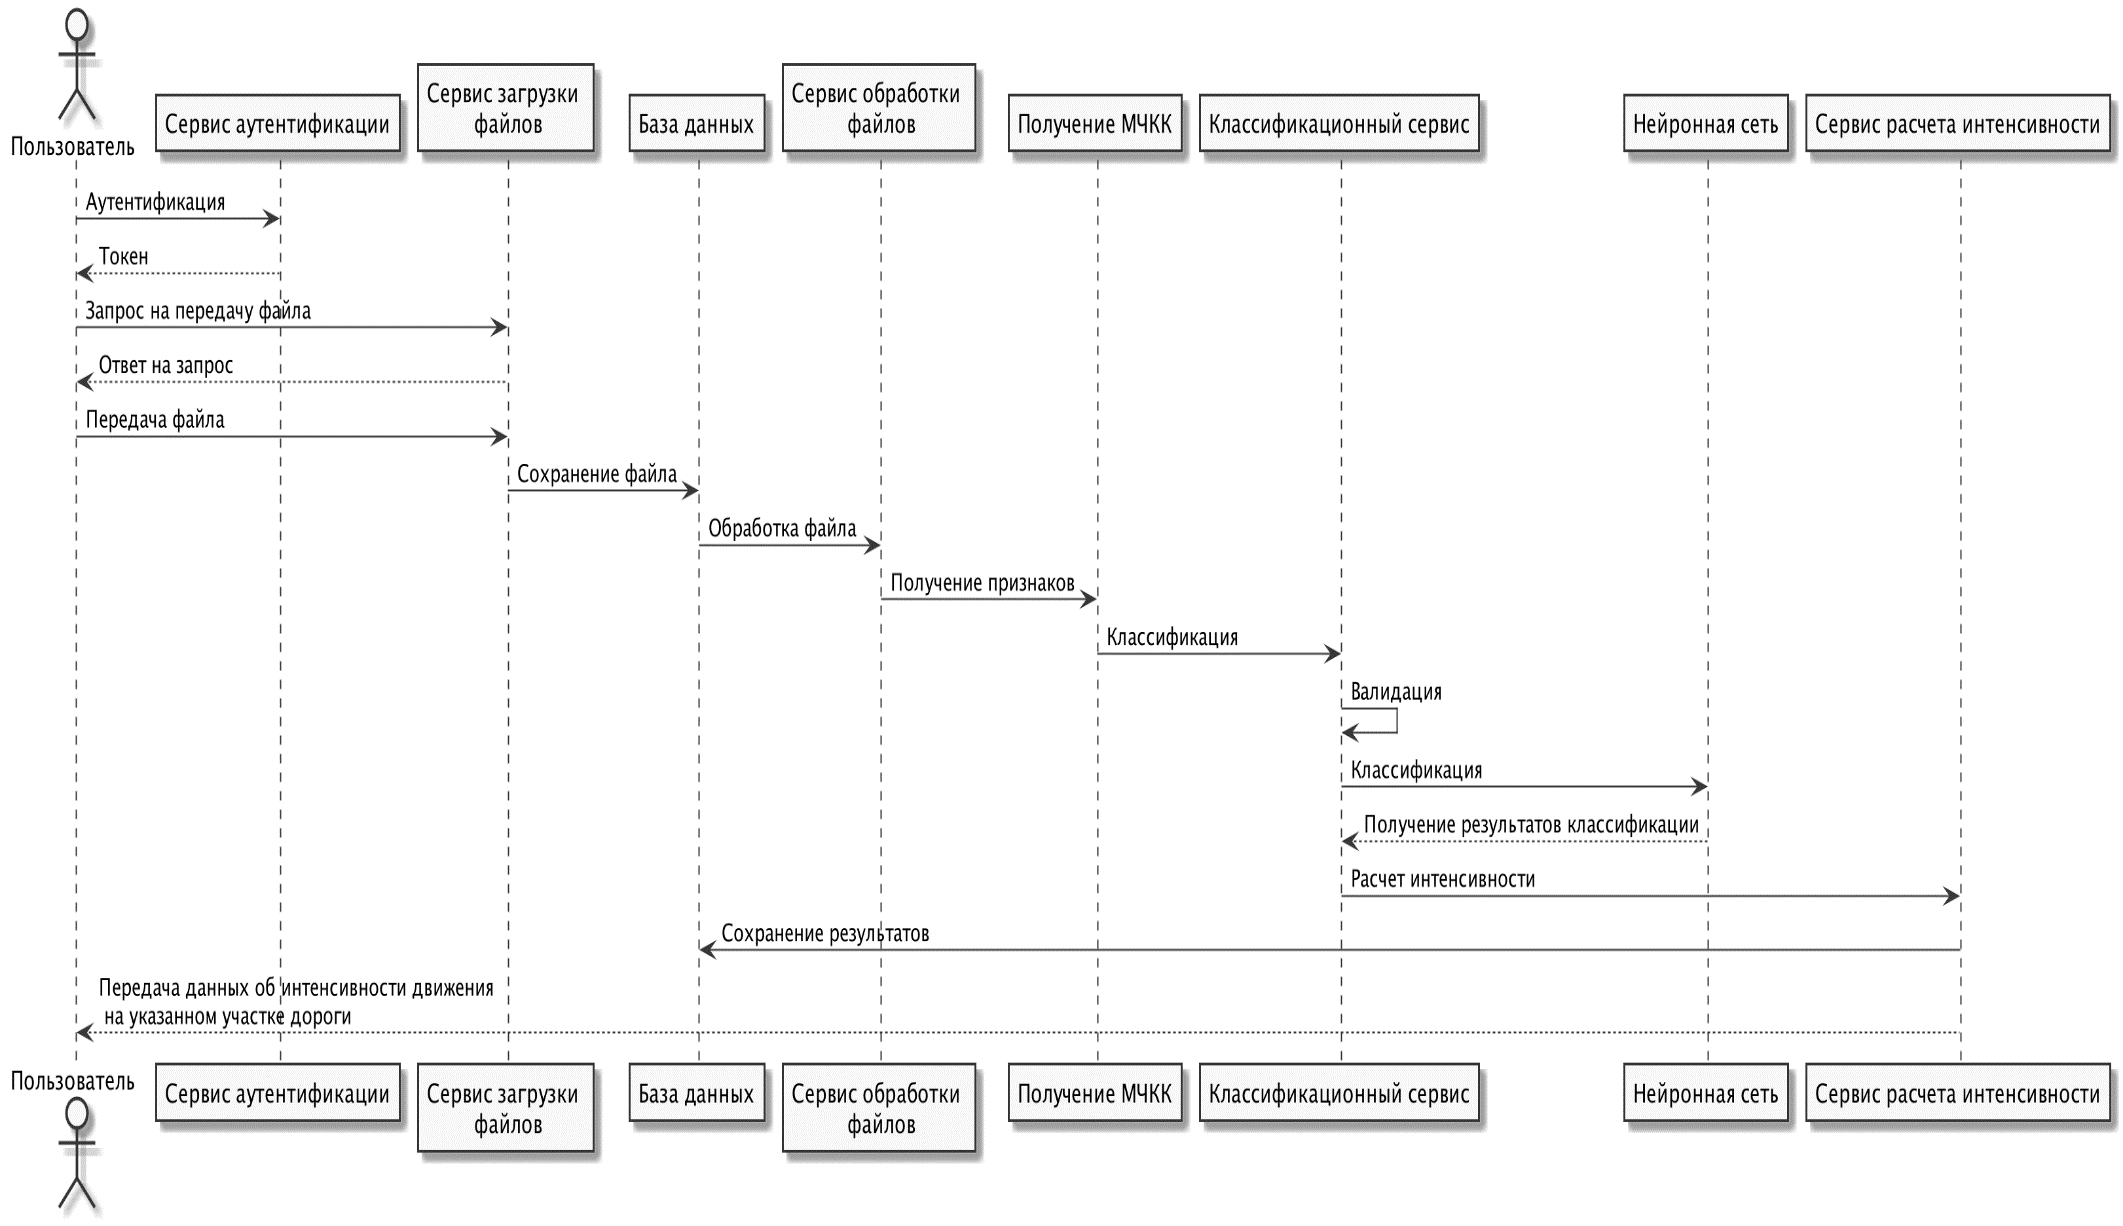 Пользователь
Сервис аутентификации
Сервис загрузки
файлов
База данных
Сервис обработки
файлов
Получение МЧКК
Классификационный сервис
Нейронная сеть
Сервис расчета интенсивности
Аутентификация
Токен
Запрос на передачу файла
Ответ на запрос
Передача файла
Сохранение файла
Обработка файла
Получение признаков
Классификация
Валидация
Классификация
Получение результатов классификации
Расчет интенсивности
Сохранение результатов
Передача данных об интенсивности движения
на указанном участке дороги
Пользователь
Сервис аутентификации
Сервис загрузки
файлов
База данных
Сервис обработки
файлов
Получение МЧКК
Классификационный сервис
Нейронная сеть
Сервис расчета интенсивности